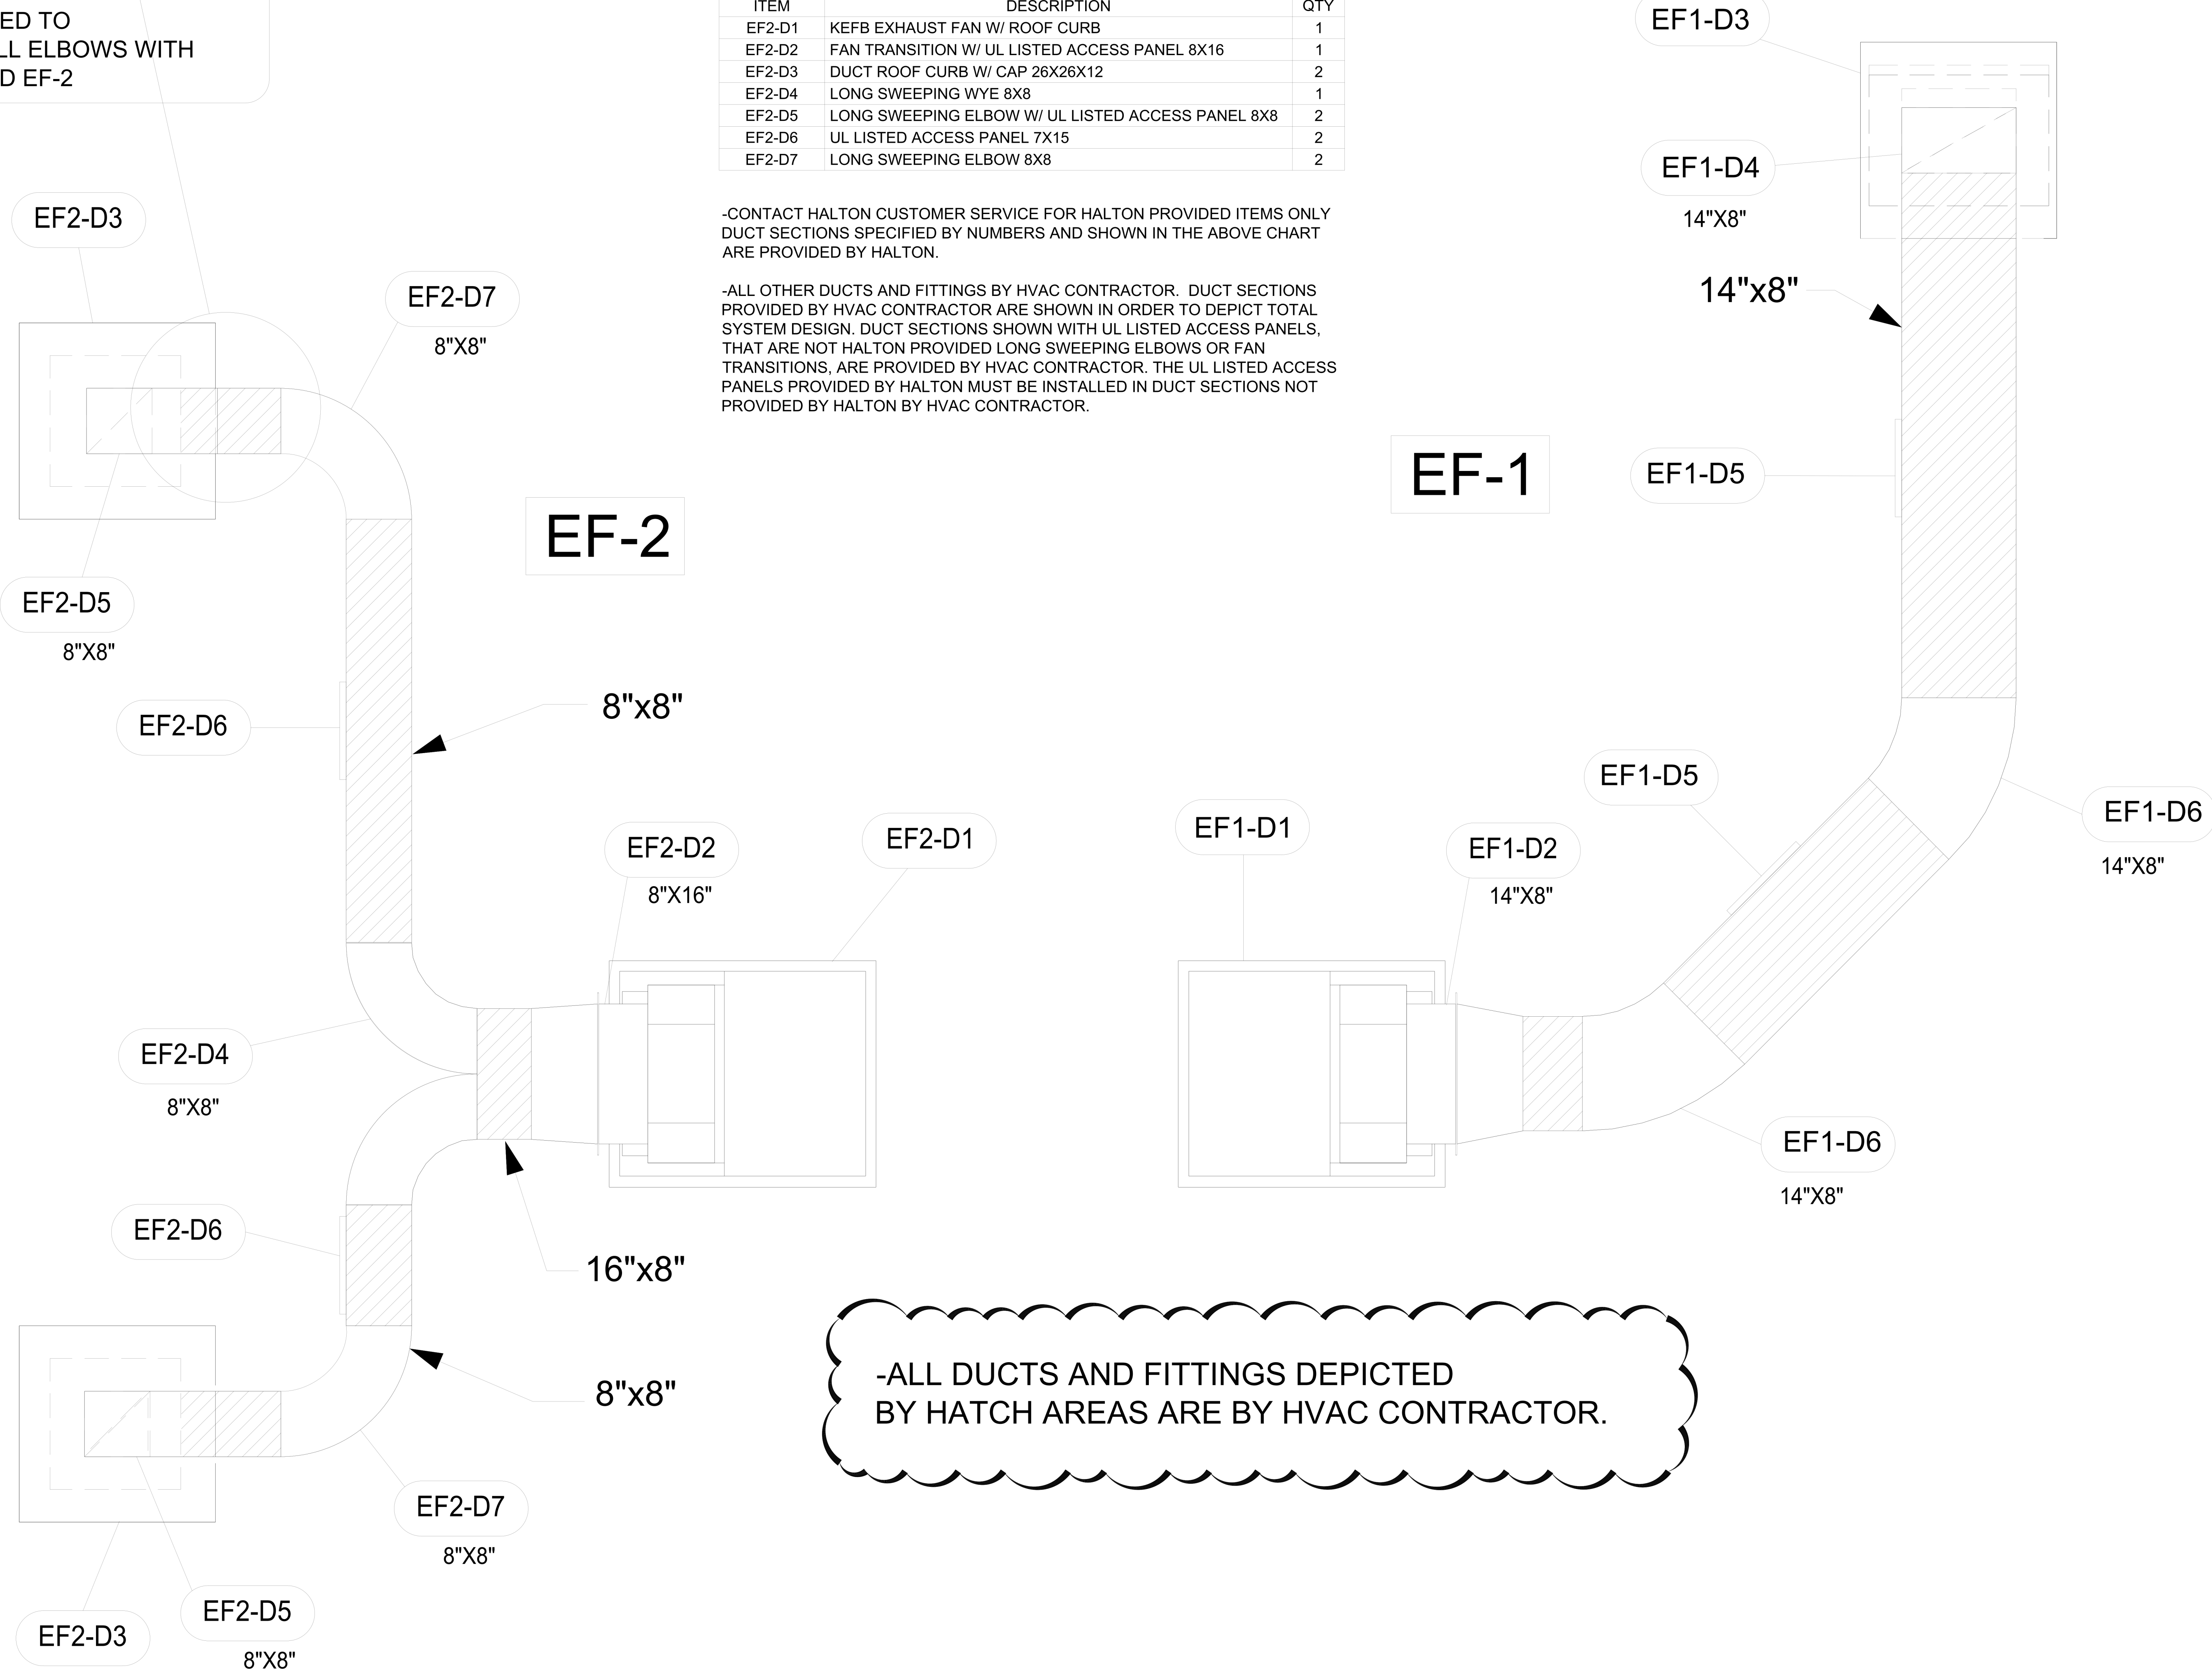 ED TO
LL ELBOWS WITH
D EF-2
ITEM DESCRIPTION QTY
EF2-D1 KEFB EXHAUST FAN W/ ROOF CURB 1
EF2-D2 FAN TRANSITION W/ UL LISTED ACCESS PANEL 8X16 1
EF2-D3 DUCT ROOF CURB W/ CAP 26X26X12 2
EF2-D4 LONG SWEEPING WYE 8X8 1
EF2-D5 LONG SWEEPING ELBOW W/ UL LISTED ACCESS PANEL 8X8 2
EF2-D6 UL LISTED ACCESS PANEL 7X15 2
EF2-D7 LONG SWEEPING ELBOW 8X8 2
-CONTACT HALTON CUSTOMER SERVICE FOR HALTON PROVIDED ITEMS ONLY
DUCT SECTIONS SPECIFIED BY NUMBERS AND SHOWN IN THE ABOVE CHART
ARE PROVIDED BY HALTON.
-ALL OTHER DUCTS AND FITTINGS BY HVAC CONTRACTOR. DUCT SECTIONS
PROVIDED BY HVAC CONTRACTOR ARE SHOWN IN ORDER TO DEPICT TOTAL
SYSTEM DESIGN. DUCT SECTIONS SHOWN WITH UL LISTED ACCESS PANELS,
THAT ARE NOT HALTON PROVIDED LONG SWEEPING ELBOWS OR FAN
TRANSITIONS, ARE PROVIDED BY HVAC CONTRACTOR. THE UL LISTED ACCESS
PANELS PROVIDED BY HALTON MUST BE INSTALLED IN DUCT SECTIONS NOT
PROVIDED BY HALTON BY HVAC CONTRACTOR.
EF2-D3
EF2-D7
8"X8"
EF-2
EF2-D5
8"X8"
EF2-D6
8"x8"
EF2-D2
8"X16"
EF2-D1
EF2-D4
8"X8"
EF2-D6
16"x8"
8"x8"
EF2-D7
8"X8"
EF2-D5
8"X8"
EF2-D3
EF1-D3
EF1-D4
14"X8"
14"x8"
EF-1
EF1-D5
EF1-D5
EF1-D6
14"X8"
EF1-D1
EF1-D2
14"X8"
EF1-D6
14"X8"
-ALL DUCTS AND FITTINGS DEPICTED
BY HATCH AREAS ARE BY HVAC CONTRACTOR.